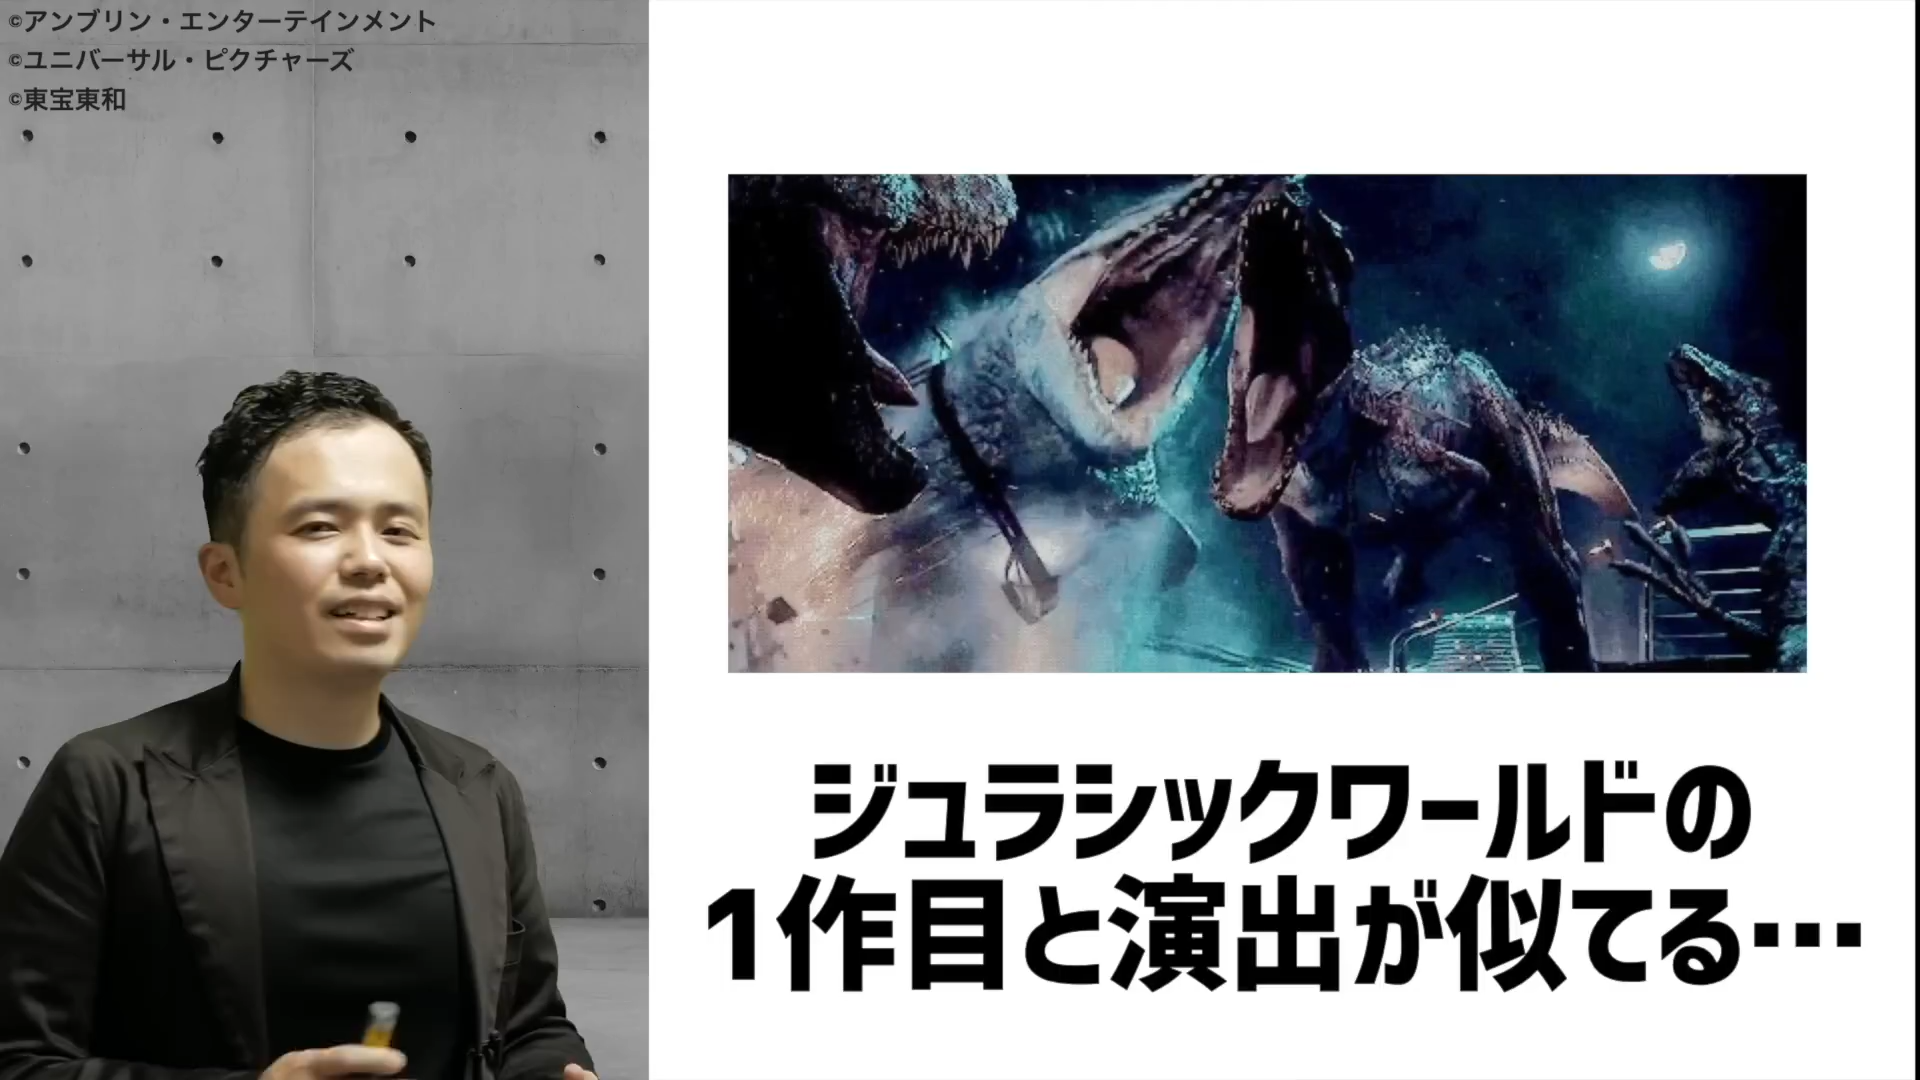 ©アンブリン・エンターテインメント
©ユニバーサル・ピクチャーズ
©東宝東和
ジュラシックワールドの
1作目と演出が似てる…